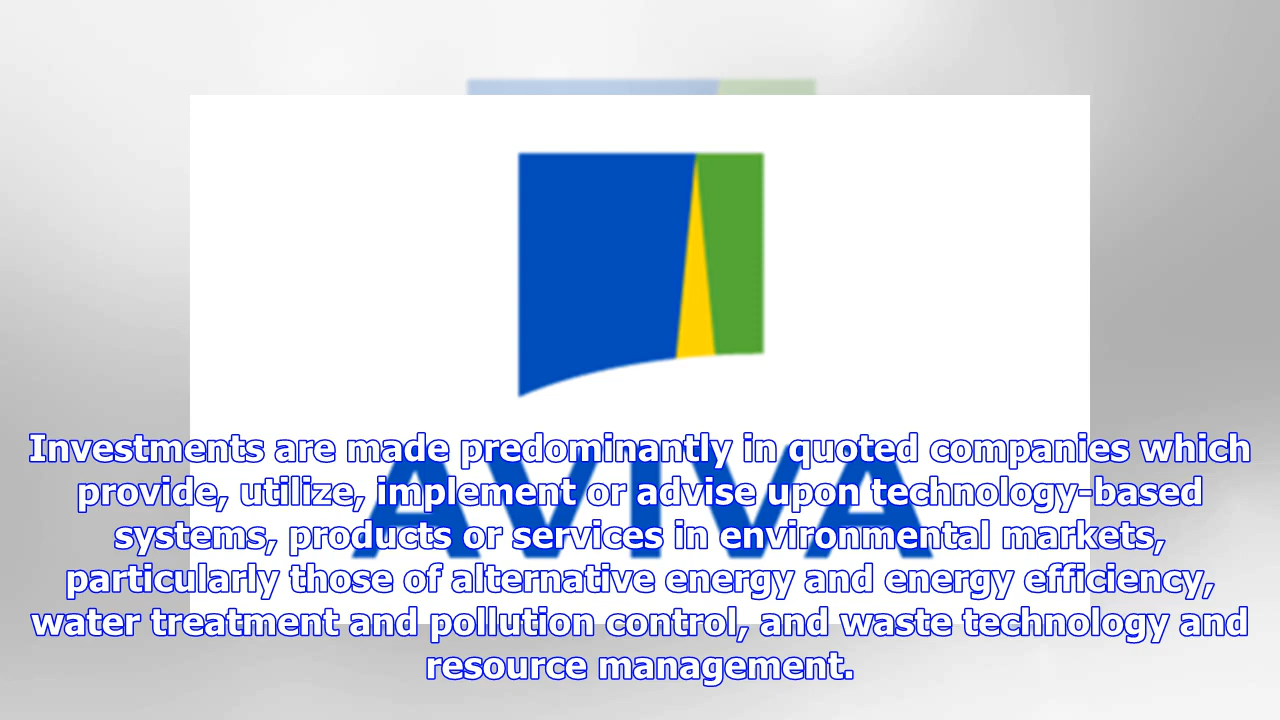 Investments are made predominantly in quoted companies which
provide, utilize, implement or advise upon technology-based
systems, products or services in environmental markets,
particularly those of alternative energy and energy efficiency,
water treatment and pollution control, and waste technology and
resource management.
AVIVA